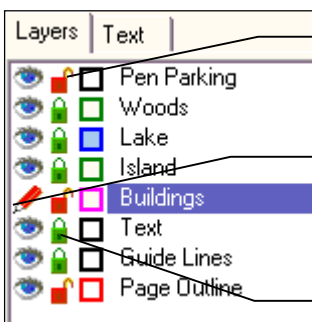 Layers Text
Pen Parking
Woods
Lake
Island
Buildings
Text
Guide Lines
Page Outline